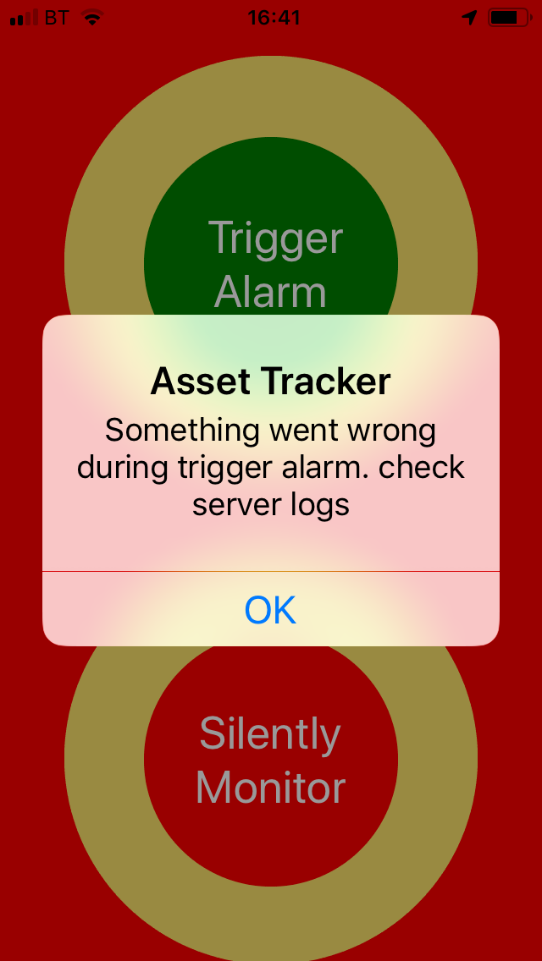 BT
16:41
Trigger
Alarm
Asset Tracker
Something went wrong
during trigger alarm. check
server logs
OK
Silently
Monitor